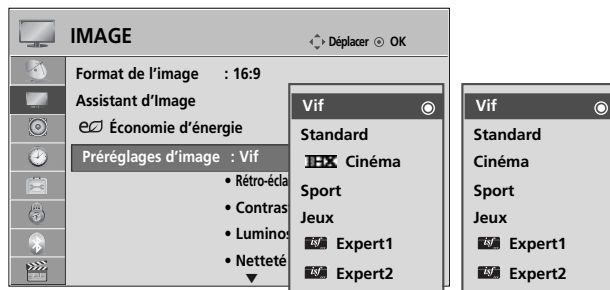 IMAGE
Déplacer OK
Format de l'image : 16:9
Assistant d'Image
Économie d'énergie
Préréglages d'image : Vif
• Rétro-écla
• Contras
• Luminos
• Netteté
Vif
Standard
THX Cinéma
Sport
Jeux
isf Expert1
isf Expert2
Vif
Standard
Cinéma
Sport
Jeux
isf Expert1
isf Expert2